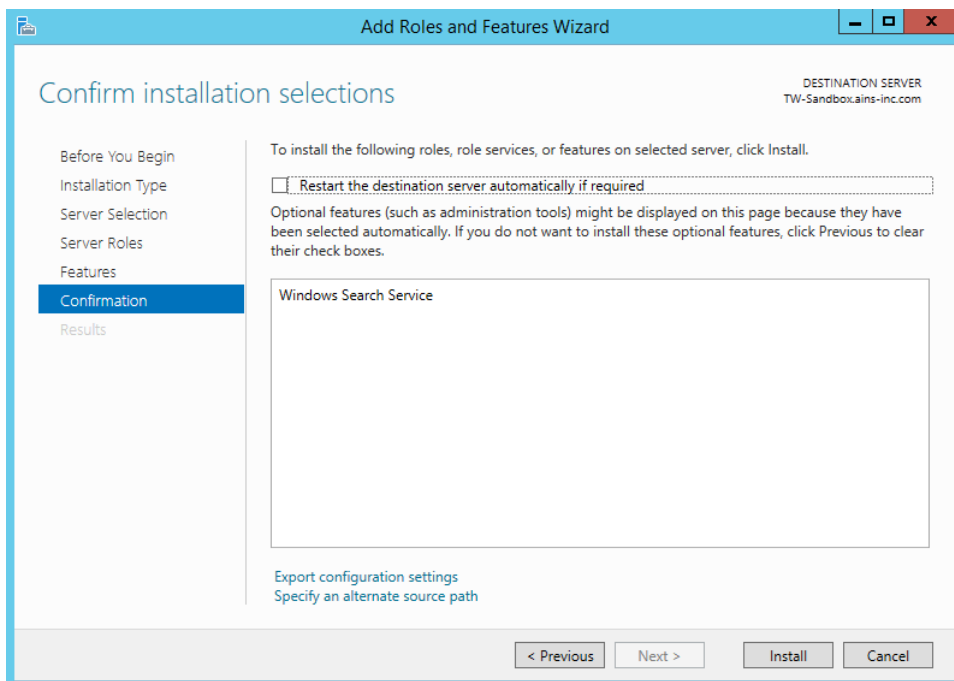 Add Roles and Features Wizard
Confirm installation selections
DESTINATION SERVER
TW-Sandbox.ains-inc.com
Before You Begin
Installation Type
Server Selection
Server Roles
Features
Confirmation
Results
To install the following roles, role services, or features on selected server, click Install.
Restart the destination server automatically if required
Optional features (such as administration tools) might be displayed on this page because they have
been selected automatically. If you do not want to install these optional features, click Previous to clear
their check boxes.
Windows Search Service
Export configuration settings
Specify an alternate source path
< Previous
Next >
Install
Cancel